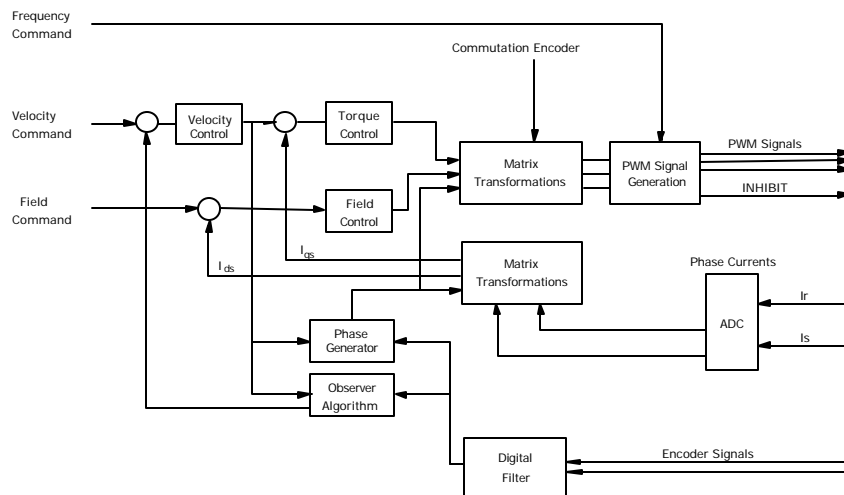 Frequency
Command
Commutation Encoder
Velocity
Command
Velocity
Control
Torque
Control
Matrix
Transformations
PWM Signal
Generation
PWM Signals
INHIBIT
Field
Command
Field
Control
Iqs
Ids
Matrix
Transformations
Phase Currents
ADC
Ir
Is
Phase
Generator
Observer
Algorithm
Digital
Filter
Encoder Signals